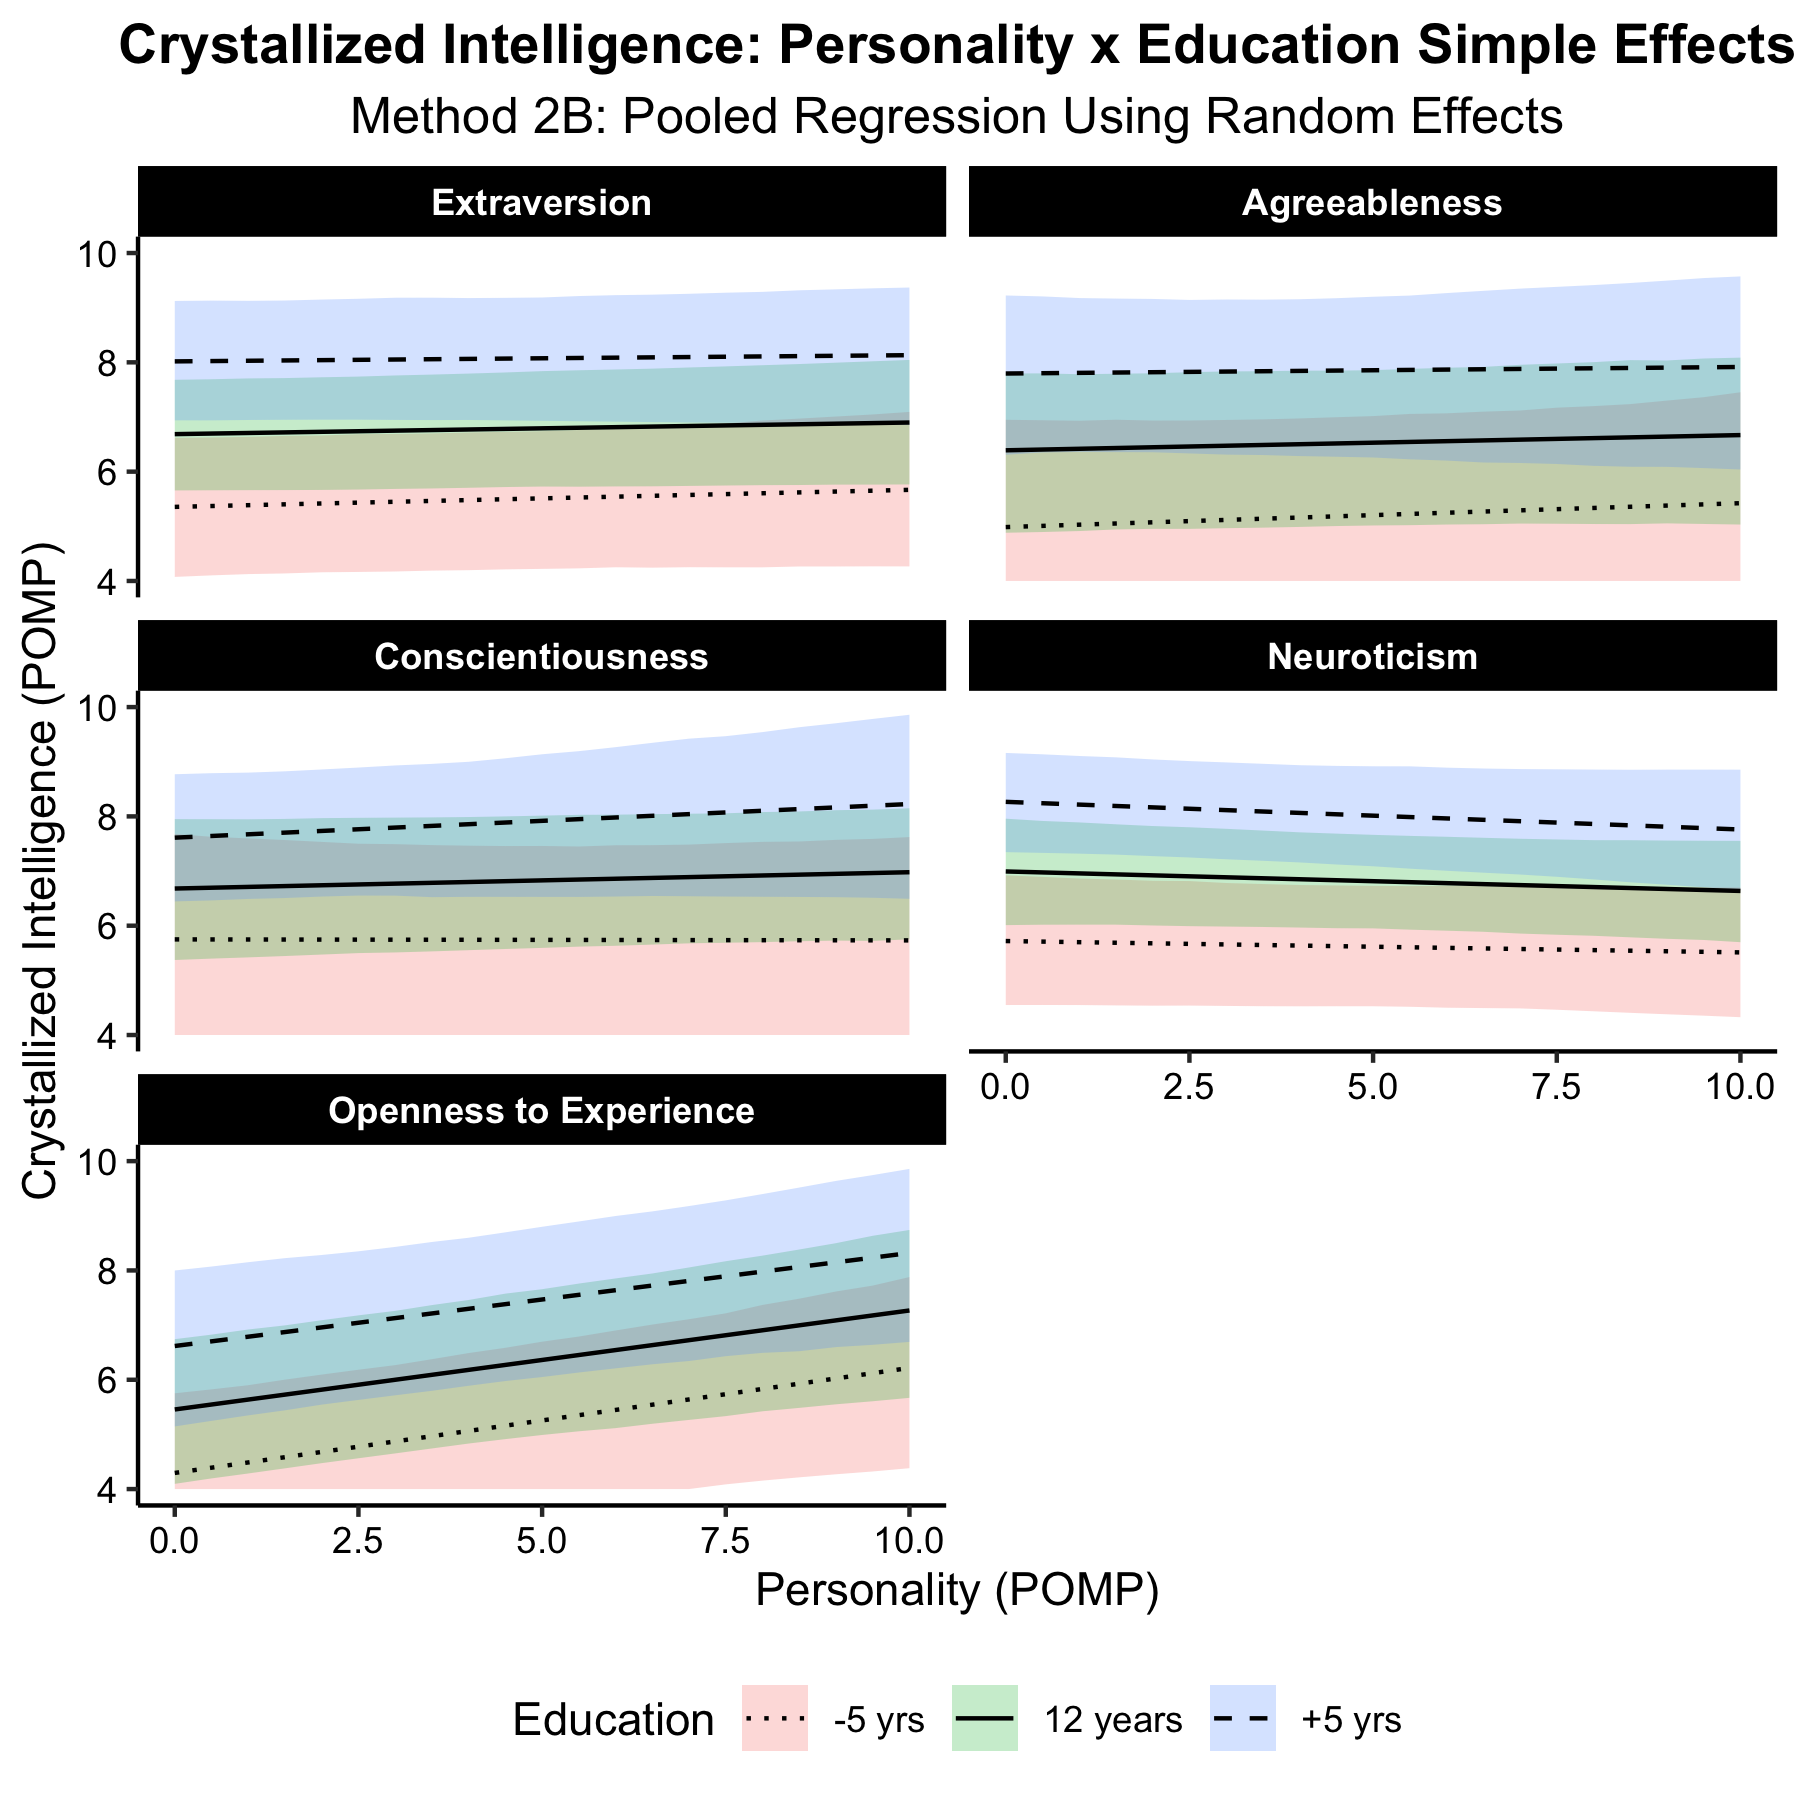 Crystallized Intelligence: Personality x Education Simple Effects
Method 2B: Pooled Regression Using Random Effects
Extraversion
Agreeableness
10
8
6
4
Conscientiousness
Neuroticism
10
8
6
4
0.0 2.5 5.0 7.5 10.0
Openness to Experience
10
8
6
4
0.0 2.5 5.0 7.5 10.0
Crystallized Intelligence (POMP)
Personality (POMP)
Education -5 yrs 12 years +5 yrs